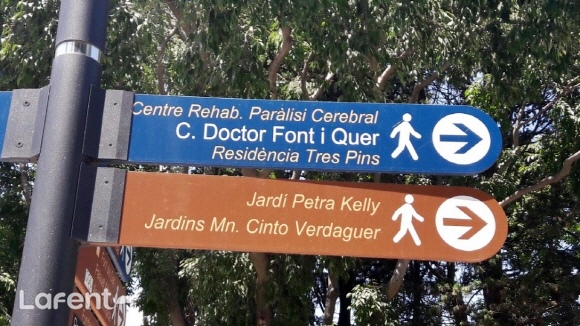 Centre Rehab. Paràlisi Cerebral
C. Doctor Font i Quer
Residència Tres Pins
Jardí Petra Kelly
Jardins Mn. Cinto Verdaguer
Lafent